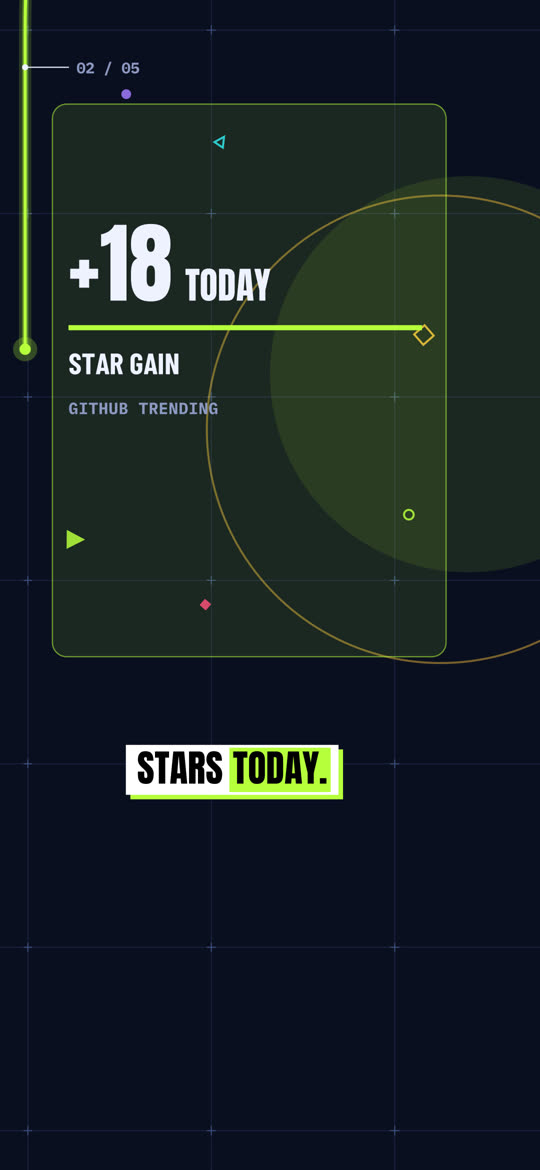 02 / 05
+18 TODAY
STAR GAIN
GITHUB TRENDING
STARS TODAY.